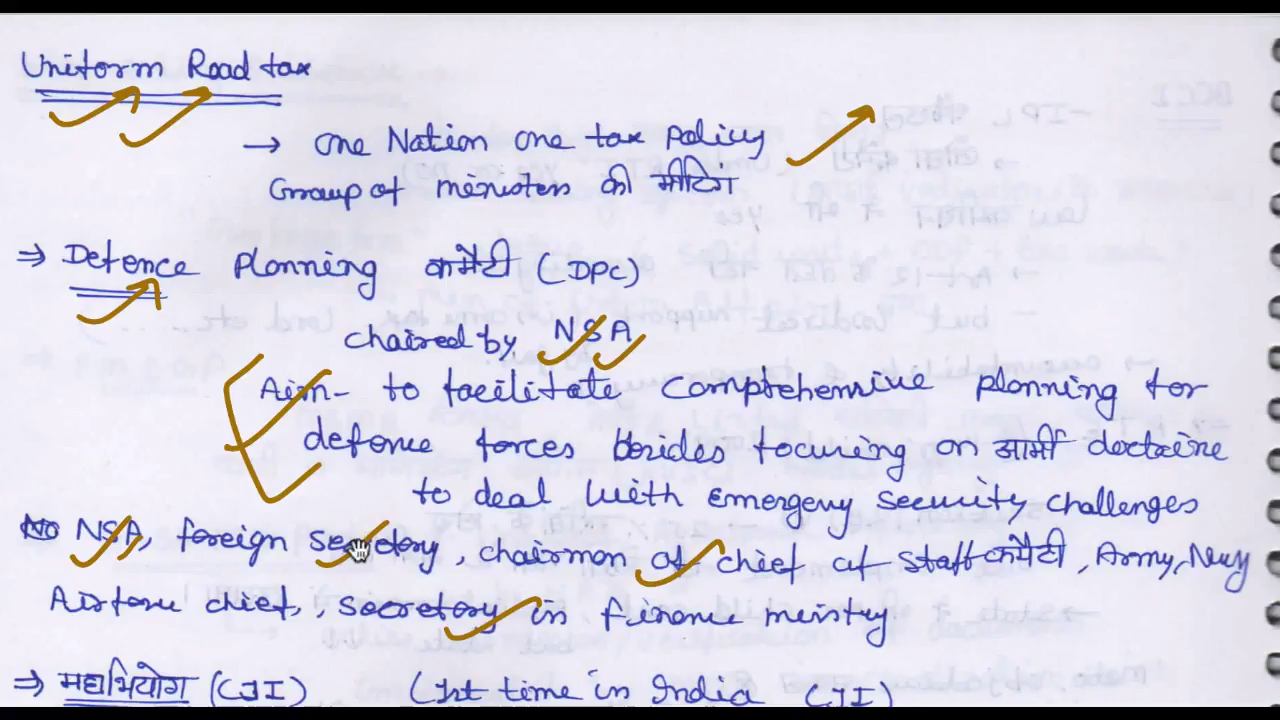 Uniform Road tax
→ One Nation One tax Policy
Group of ministers की मीटिंग
⇒ Defence Planning कमेटी (DPC)
chaired by NSA
Aim - to facilitate comprehensive planning for
defence forces besides focusing on आर्मी doctrine
to deal with emergency security challenges
NSA, foreign secretory, chairman of chief of staff कमेटी, Army, Navy
Airforce chief, secretory in finance ministry
⇒ महाभियोग (CJI) (1st time in India CJI)